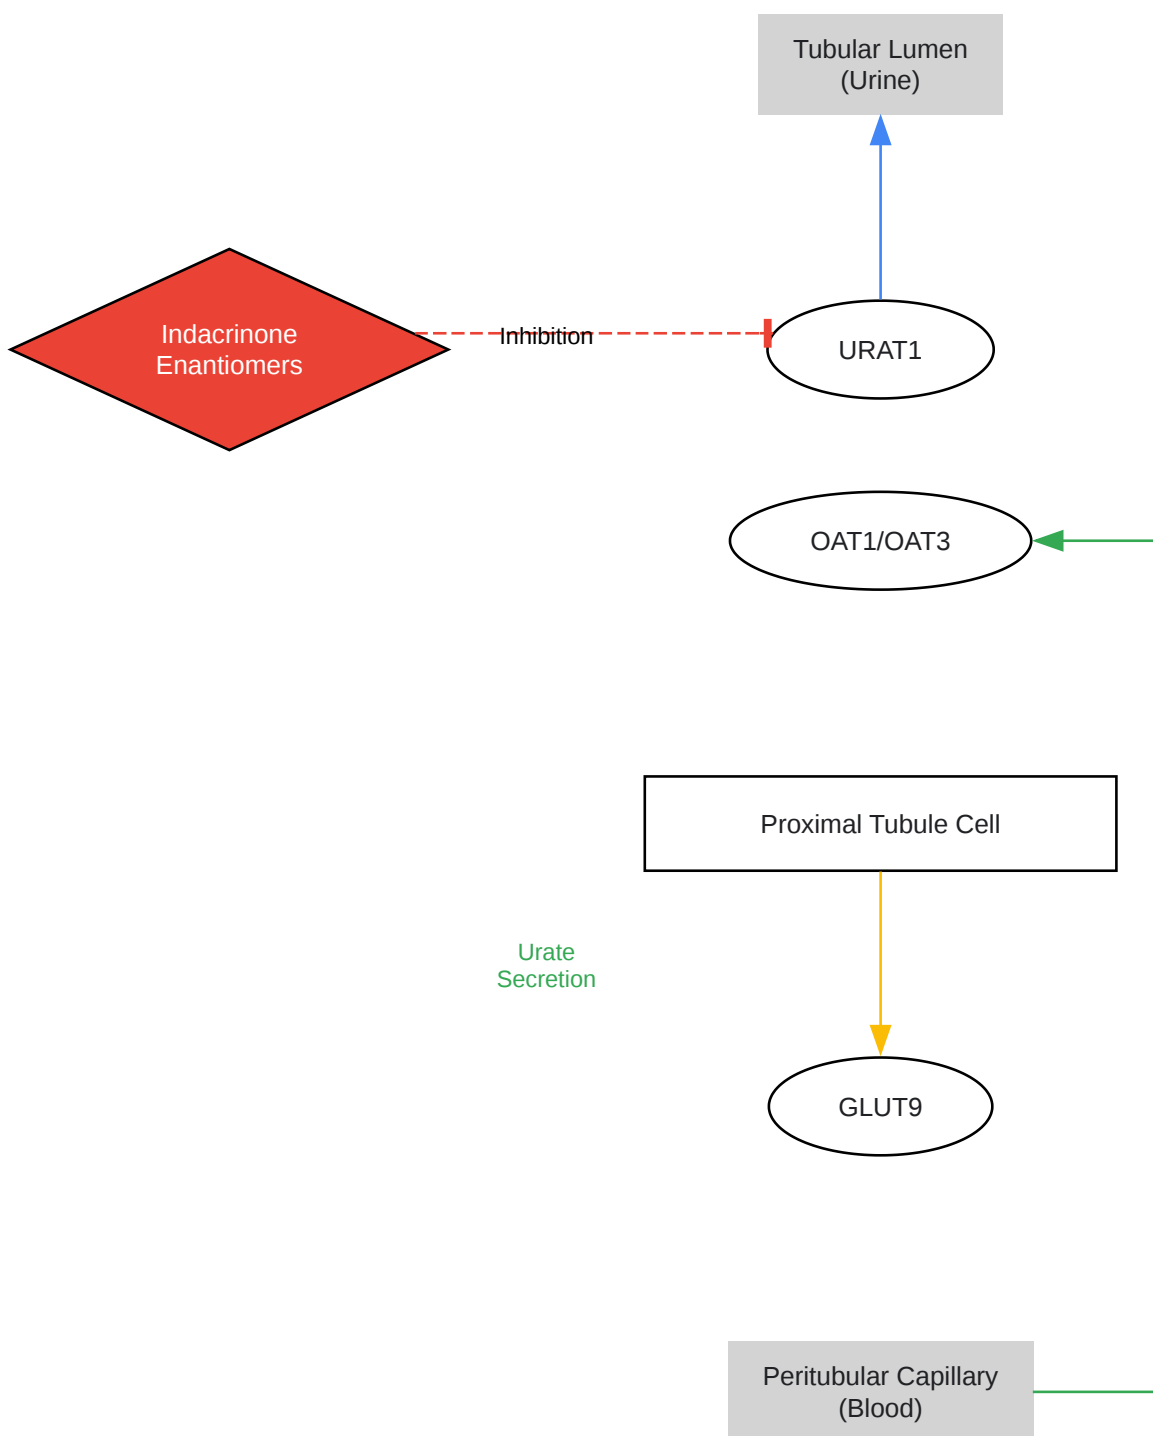 Tubular Lumen
(Urine)
Indacrinone
Enantiomers
Inhibition
URAT1
OAT1/OAT3
Proximal Tubule Cell
Urate
Secretion
GLUT9
Peritubular Capillary
(Blood)